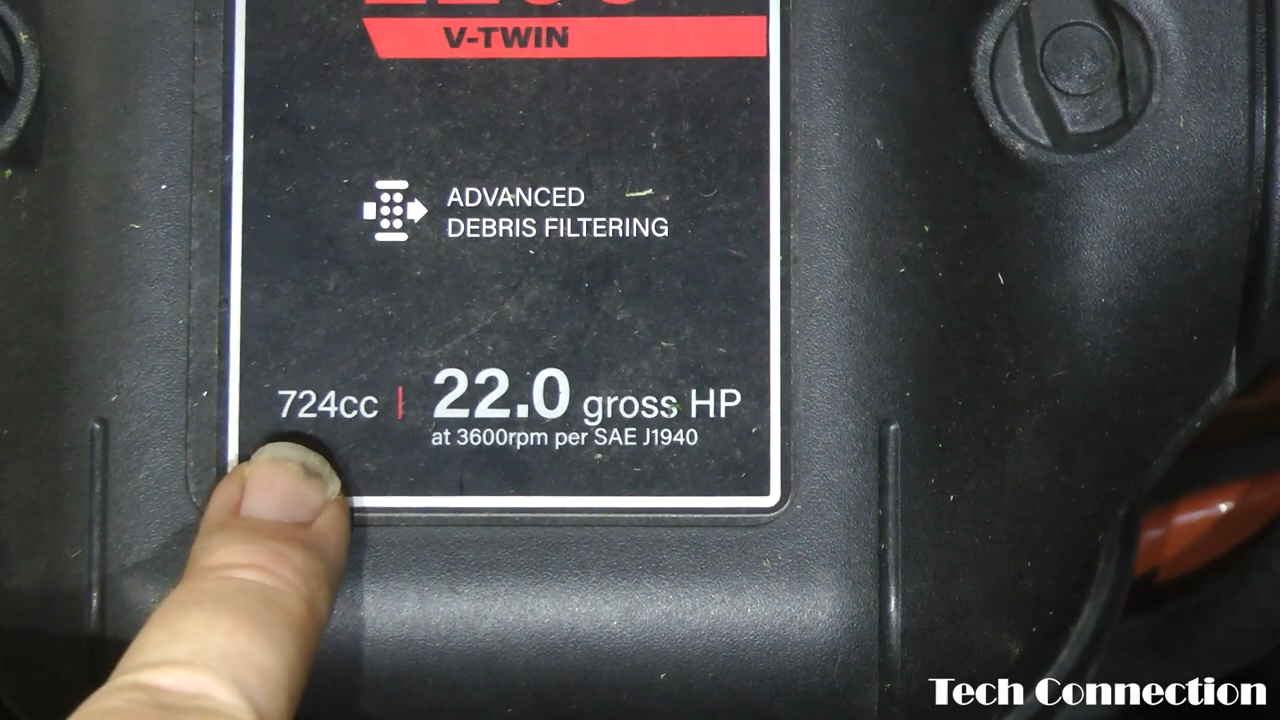 V-TWIN
ADVANCED
DEBRIS FILTERING
724cc | 22.0 gross HP
at 3600rpm per SAE J1940
Tech Connection